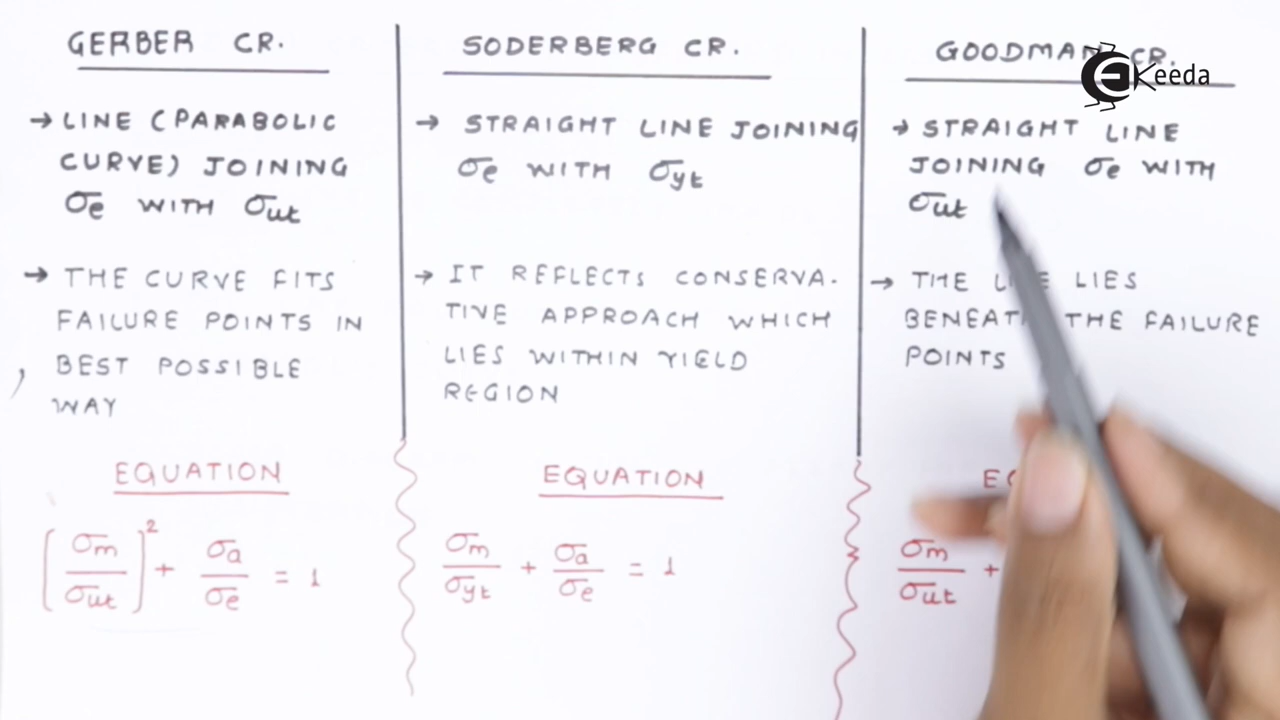 GERBER CR.
→ LINE (PARABOLIC
CURVE) JOINING
σe WITH σut
→ THE CURVE FITS
FAILURE POINTS IN
BEST POSSIBLE
WAY
EQUATION
[σm/σut]² + σa/σe = 1
SODERBERG CR.
→ STRAIGHT LINE JOINING
σe WITH σyt
→ IT REFLECTS CONSERVA.
TIVE APPROACH WHICH
LIES WITHIN YIELD
REGION
EQUATION
σm/σyt + σa/σe = 1
GOODMAN CR.
→ STRAIGHT LINE
JOINING σe WITH
σut
→ THE LIES
THE FAILURE
POINTS
σm/σut +
Keeda